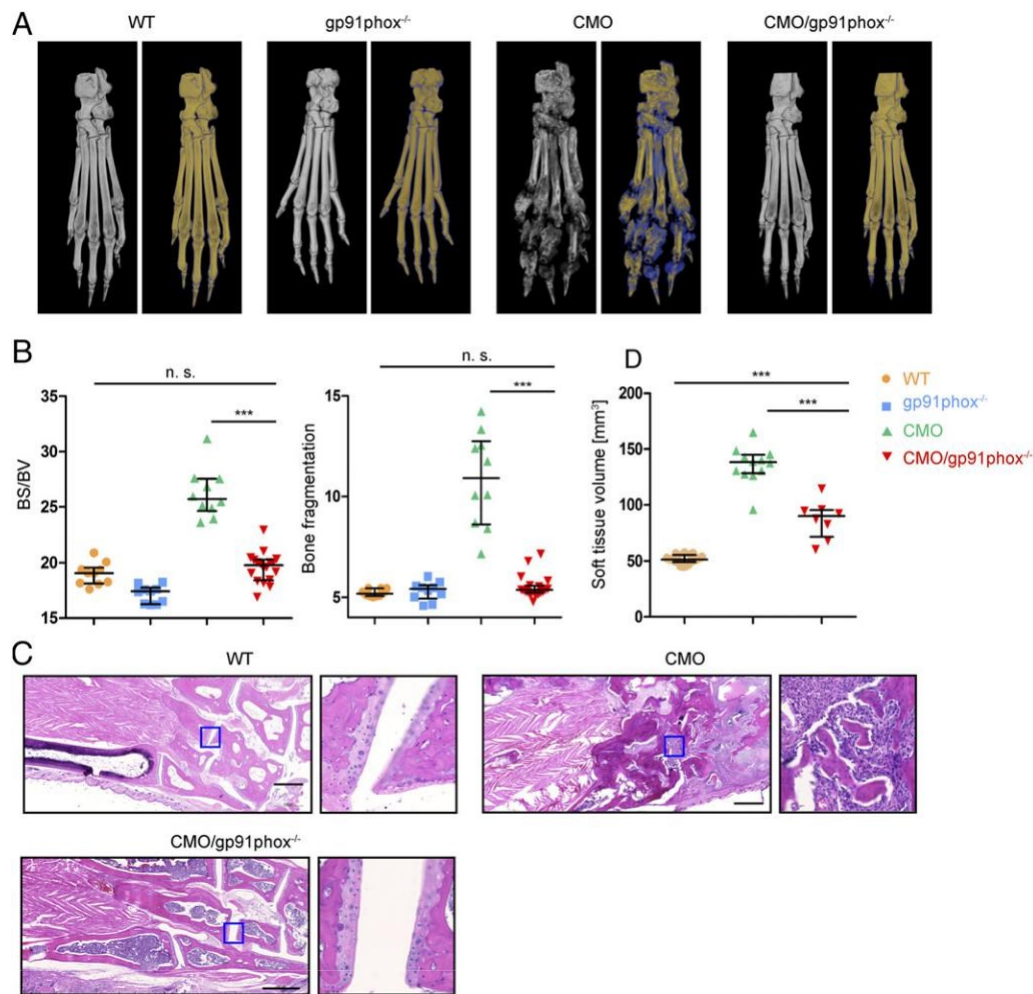 A
WT
gp91phox-/-
CMO
CMO/gp91phox-/-
B
n. s.
***
BS/BV
35
30
25
20
15
n. s.
***
Bone fragmentation
15
10
5
D
***
***
Soft tissue volume [mm³]
200
150
100
50
0
WT
gp91phox-/-
CMO
CMO/gp91phox-/-
C
WT
CMO
CMO/gp91phox-/-